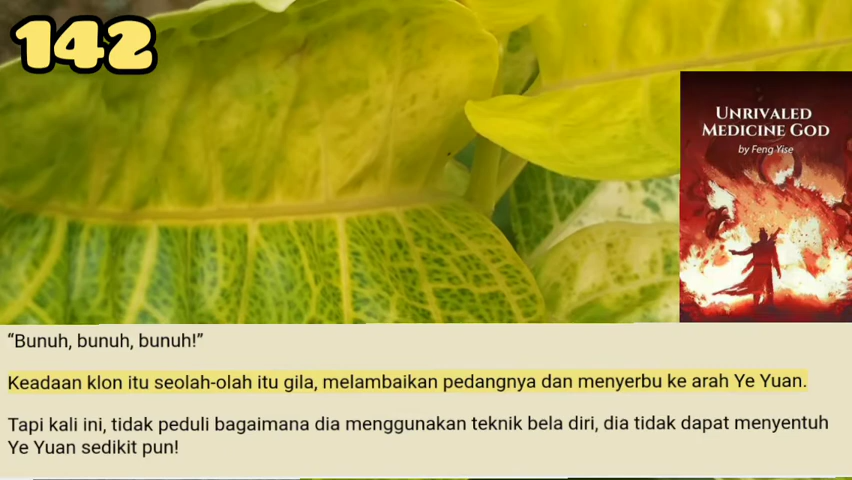 142
UNRIVALED
MEDICINE GOD
by Feng Yise
“Bunuh, bunuh, bunuh!”
Keadaan klon itu seolah-olah itu gila, melambaikan pedangnya dan menyerbu ke arah Ye Yuan.
Tapi kali ini, tidak peduli bagaimana dia menggunakan teknik bela diri, dia tidak dapat menyentuh
Ye Yuan sedikit pun!